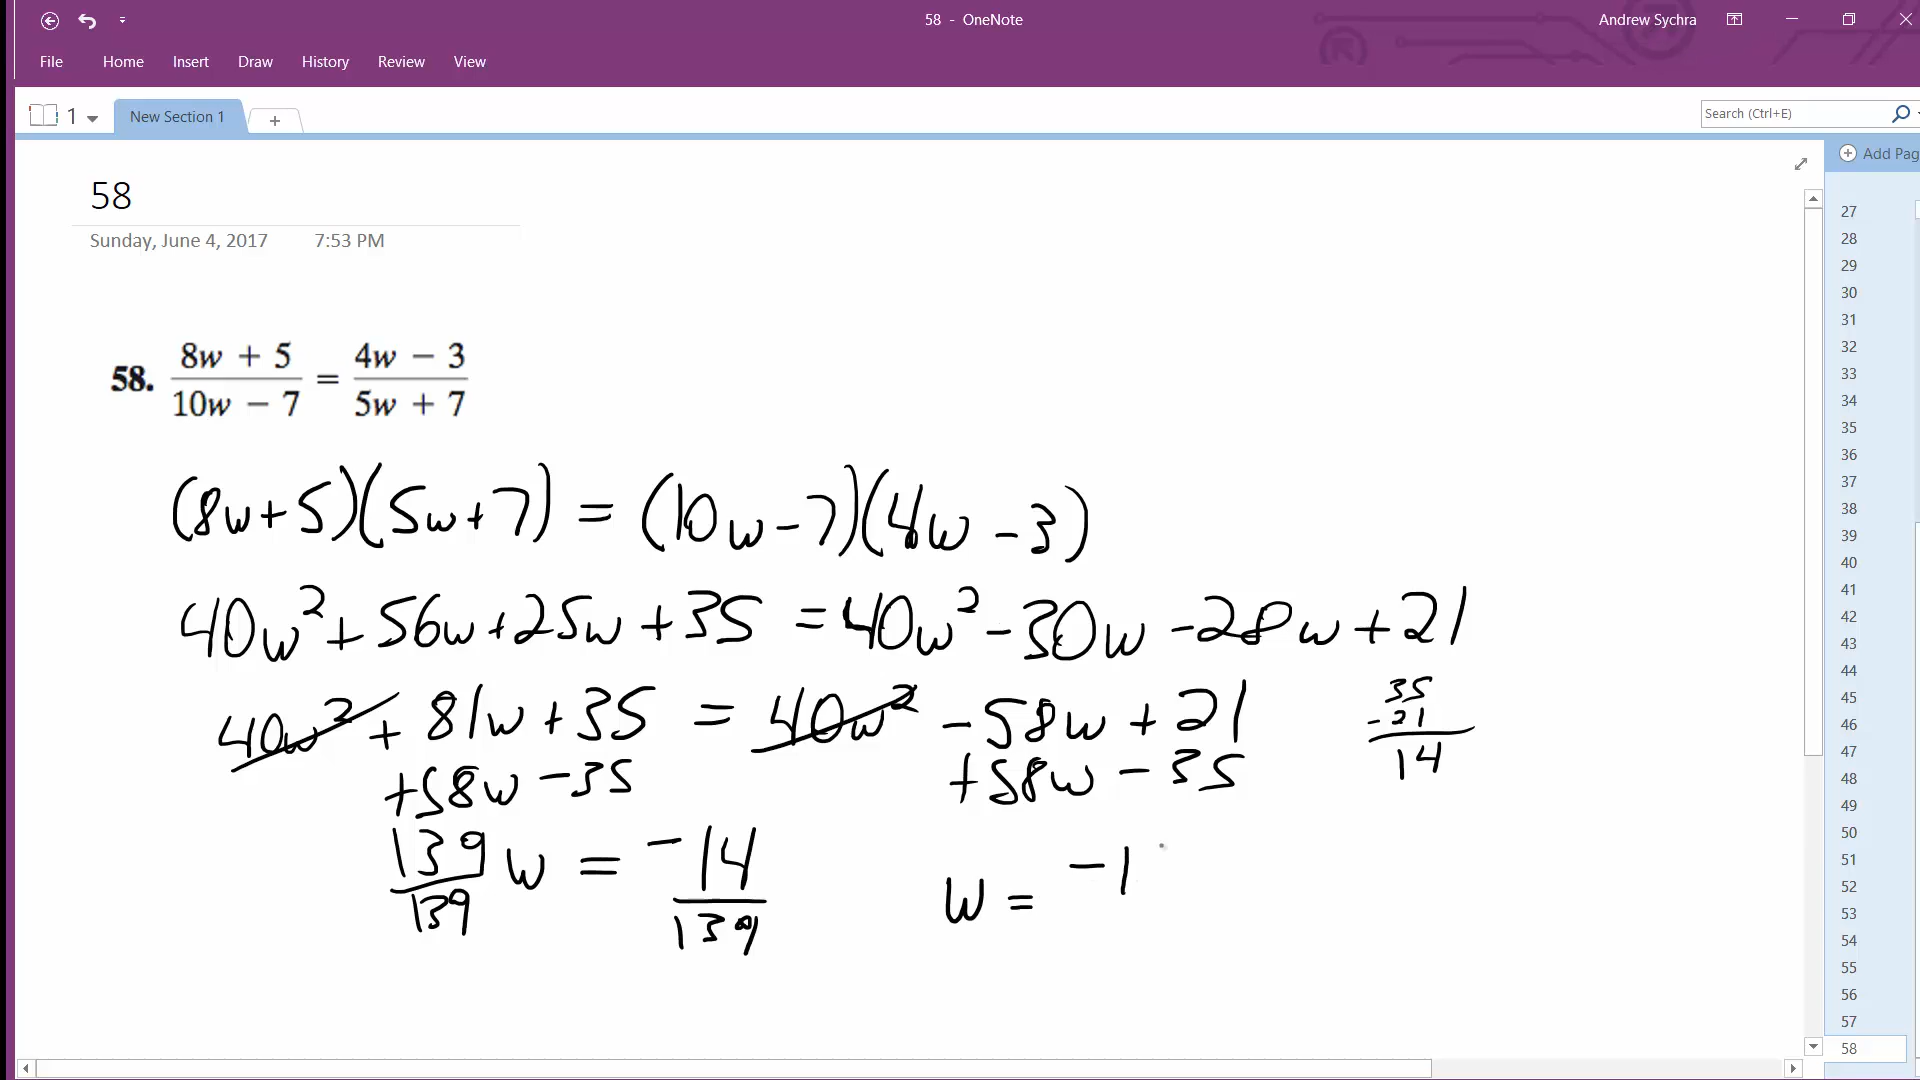 58 - OneNote
Andrew Sychra
File Home Insert Draw History Review View
1
New Section 1
+
Search (Ctrl+E)
Add Pag
58
Sunday, June 4, 2017 7:53 PM
58. (8w + 5)/(10w − 7) = (4w − 3)/(5w + 7)
(8w+5)(5w+7) = (10w-7)(4w-3)
40w²+56w+25w+35 = 40w²-30w-28w+21
40w²+81w+35 = 40w²-58w+21
+58w-35 +58w-35
139w = -14
139 139
w = -1
35
-21
14
27
28
29
30
31
32
33
34
35
36
37
38
39
40
41
42
43
44
45
46
47
48
49
50
51
52
53
54
55
56
57
58